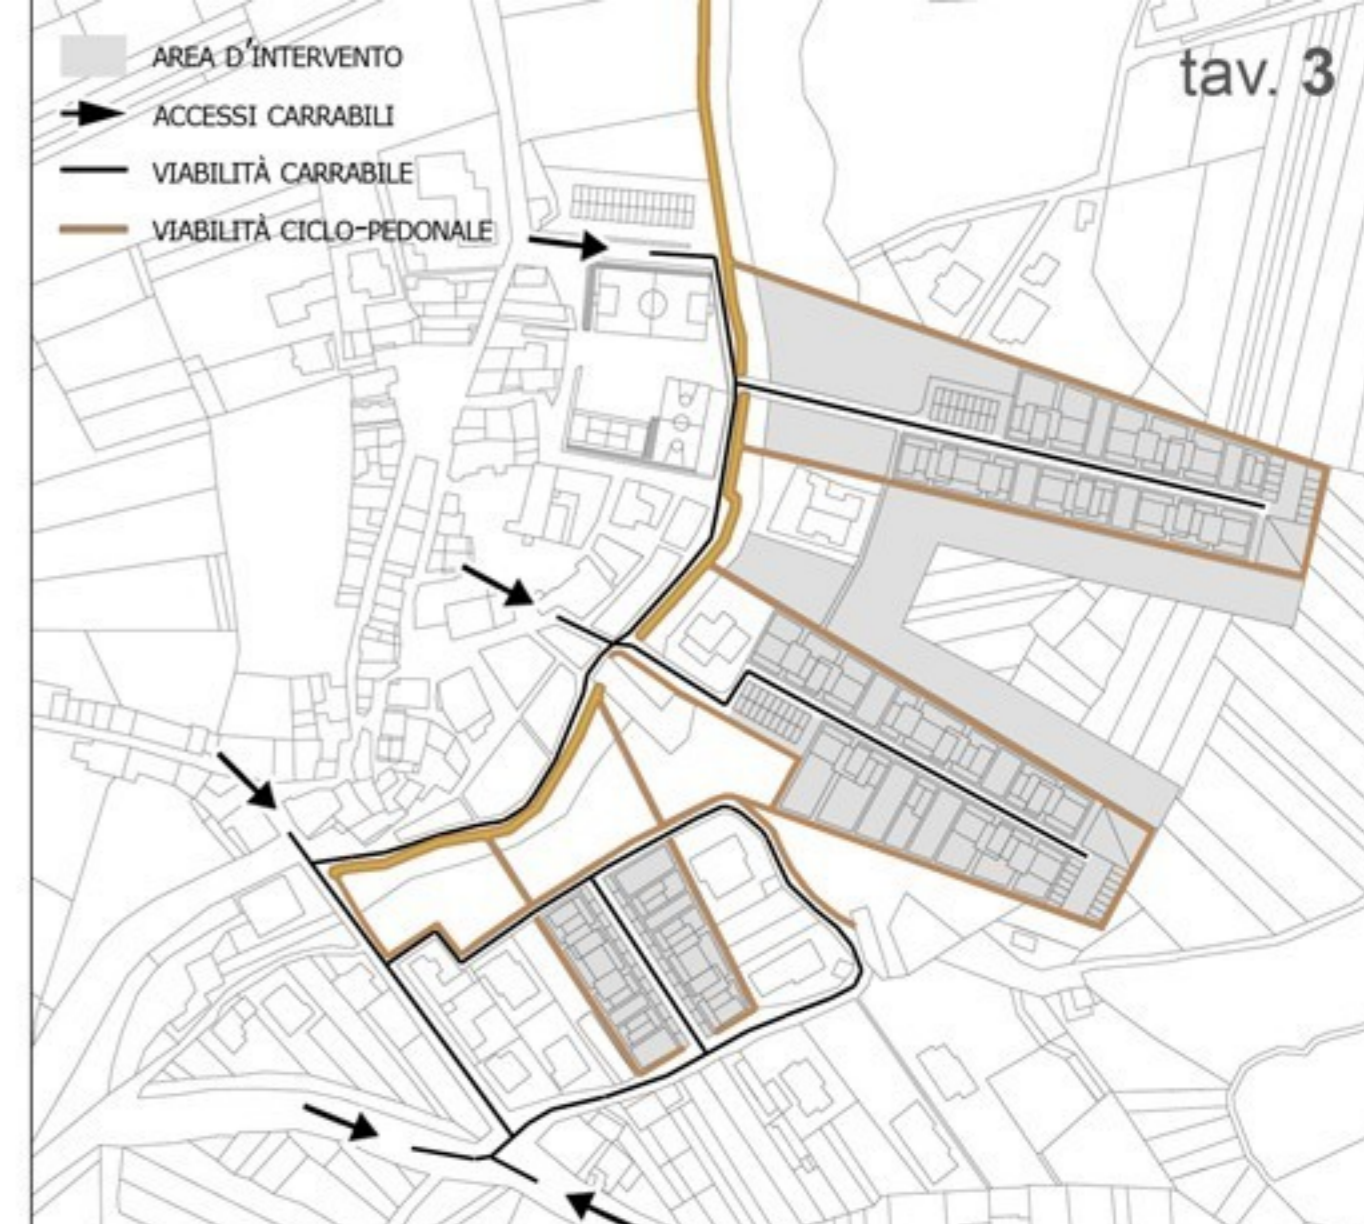 AREA D'INTERVENTO
tav. 3
ACCESSI CARRABILI
VIABILITÀ CARRABILE
VIABILITÀ CICLO-PEDONALE